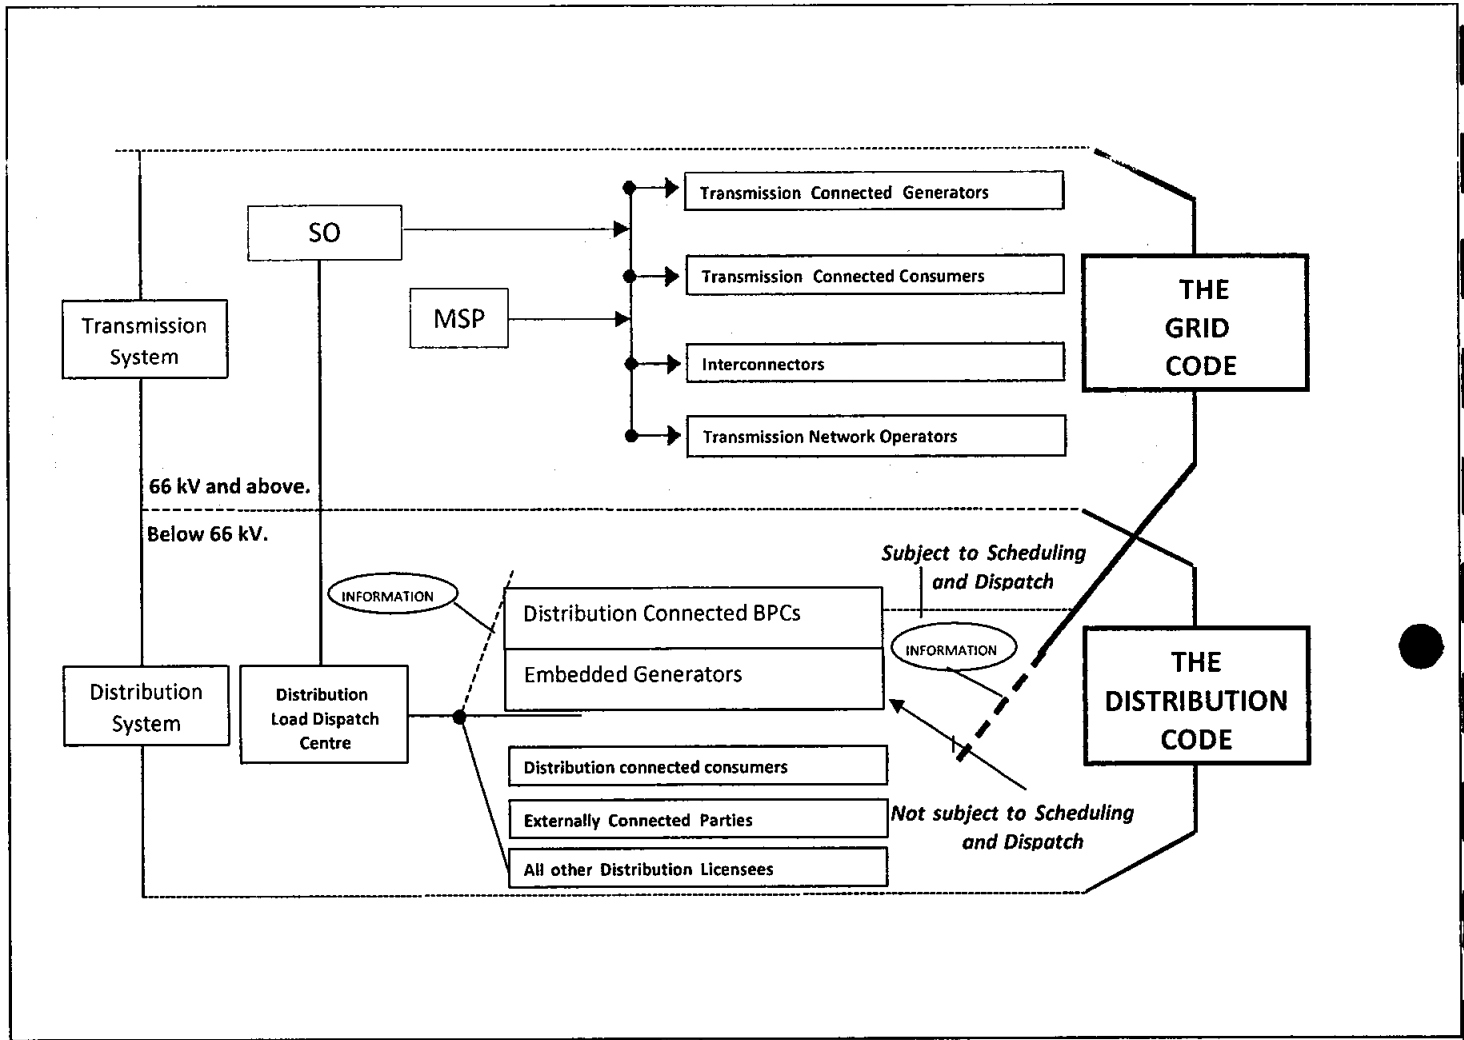 Transmission Connected Generators
SO
Transmission Connected Consumers
THE
GRID
CODE
MSP
Transmission
System
Interconnectors
Transmission Network Operators
66 kV and above.
Below 66 kV.
Subject to Scheduling
and Dispatch
INFORMATION
Distribution Connected BPCs
INFORMATION
Embedded Generators
THE
DISTRIBUTION
CODE
Distribution
System
Distribution
Load Dispatch
Centre
Distribution connected consumers
Externally Connected Parties
Not subject to Scheduling
and Dispatch
All other Distribution Licensees